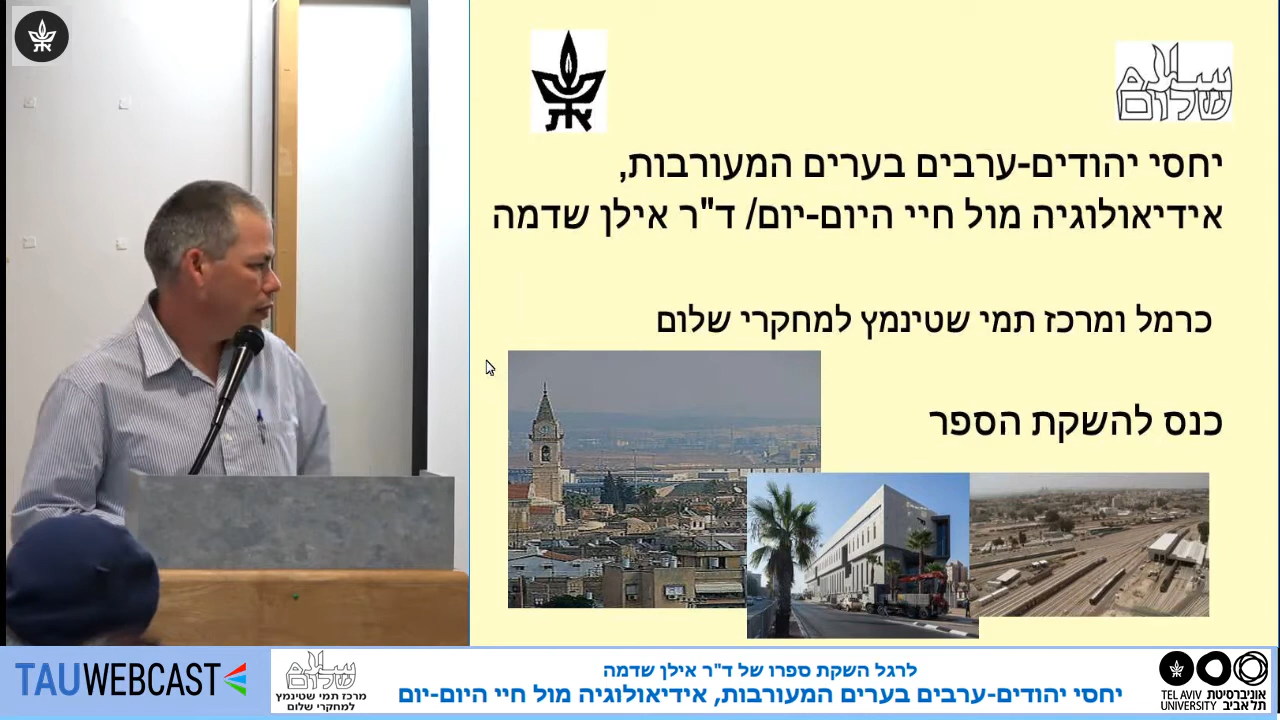 שלום
יחסי יהודים-ערבים בערים המעורבות,
אידיאולוגיה מול חיי היום-יום/ ד"ר אילן שדמה
כרמל ומרכז תמי שטינמץ למחקרי שלום
כנס להשקת הספר
TAUWEBCAST
מרכז תמי שטינמץ
למחקרי שלום
לרגל השקת ספרו של ד"ר אילן שדמה
יחסי יהודים-ערבים בערים המעורבות, אידיאולוגיה מול חיי היום-יום
TEL AVIV UNIVERSITY
אוניברסיטת תל אביב